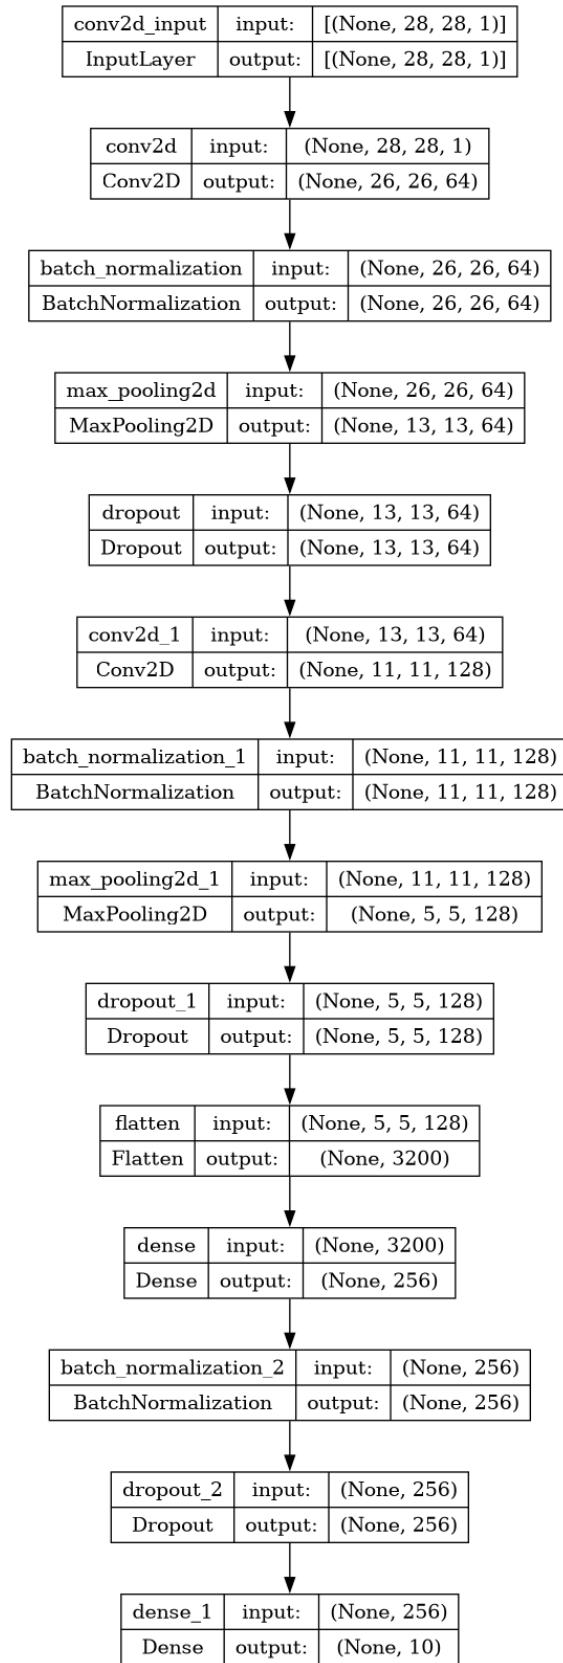 conv2d_input input: [(None, 28, 28, 1)]
InputLayer output: [(None, 28, 28, 1)]
conv2d input: (None, 28, 28, 1)
Conv2D output: (None, 26, 26, 64)
batch_normalization input: (None, 26, 26, 64)
BatchNormalization output: (None, 26, 26, 64)
max_pooling2d input: (None, 26, 26, 64)
MaxPooling2D output: (None, 13, 13, 64)
dropout input: (None, 13, 13, 64)
Dropout output: (None, 13, 13, 64)
conv2d_1 input: (None, 13, 13, 64)
Conv2D output: (None, 11, 11, 128)
batch_normalization_1 input: (None, 11, 11, 128)
BatchNormalization output: (None, 11, 11, 128)
max_pooling2d_1 input: (None, 11, 11, 128)
MaxPooling2D output: (None, 5, 5, 128)
dropout_1 input: (None, 5, 5, 128)
Dropout output: (None, 5, 5, 128)
flatten input: (None, 5, 5, 128)
Flatten output: (None, 3200)
dense input: (None, 3200)
Dense output: (None, 256)
batch_normalization_2 input: (None, 256)
BatchNormalization output: (None, 256)
dropout_2 input: (None, 256)
Dropout output: (None, 256)
dense_1 input: (None, 256)
Dense output: (None, 10)